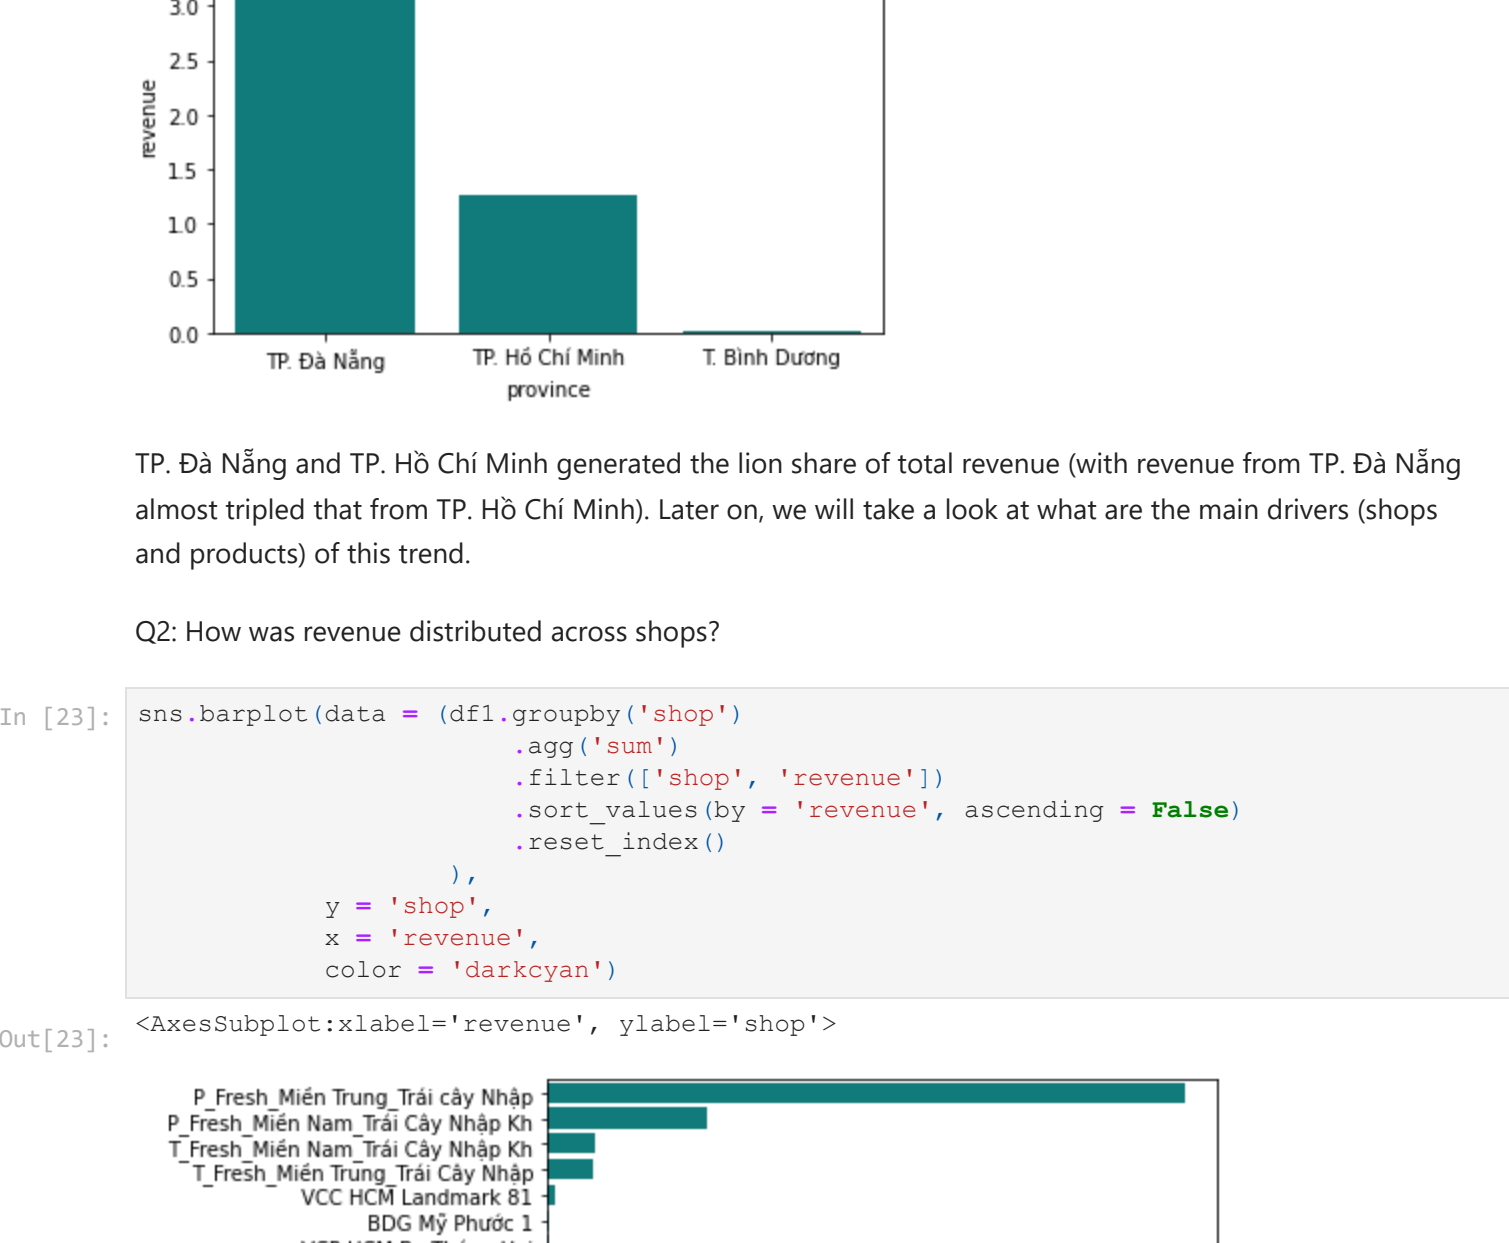 3.0
2.5
2.0
1.5
1.0
0.5
0.0
revenue
TP. Đà Nẵng
TP. Hồ Chí Minh
T. Bình Dương
province
TP. Đà Nẵng and TP. Hồ Chí Minh generated the lion share of total revenue (with revenue from TP. Đà Nẵng
almost tripled that from TP. Hồ Chí Minh). Later on, we will take a look at what are the main drivers (shops
and products) of this trend.
Q2: How was revenue distributed across shops?
In [23]:
sns.barplot(data = (df1.groupby('shop')
.agg('sum')
.filter(['shop', 'revenue'])
.sort_values(by = 'revenue', ascending = False)
.reset_index()
),
y = 'shop',
x = 'revenue',
color = 'darkcyan')
Out[23]:
<AxesSubplot:xlabel='revenue', ylabel='shop'>
P_Fresh_Miền Trung_Trái cây Nhập
P_Fresh_Miền Nam_Trái Cây Nhập Kh
T_Fresh_Miền Nam_Trái Cây Nhập Kh
T_Fresh_Miền Trung_Trái Cây Nhập
VCC HCM Landmark 81
BDG Mỹ Phước 1